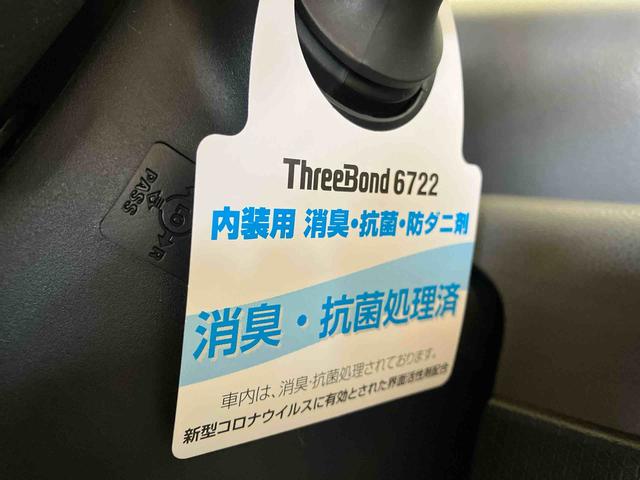 ThreeBond 6722
内装用 消臭・抗菌・防ダニ剤
消臭・抗菌処理済
車内は、消臭・抗菌処理されております。
新型コロナウイルスに有効とされた界面活性剤配合
PASS
LO
R